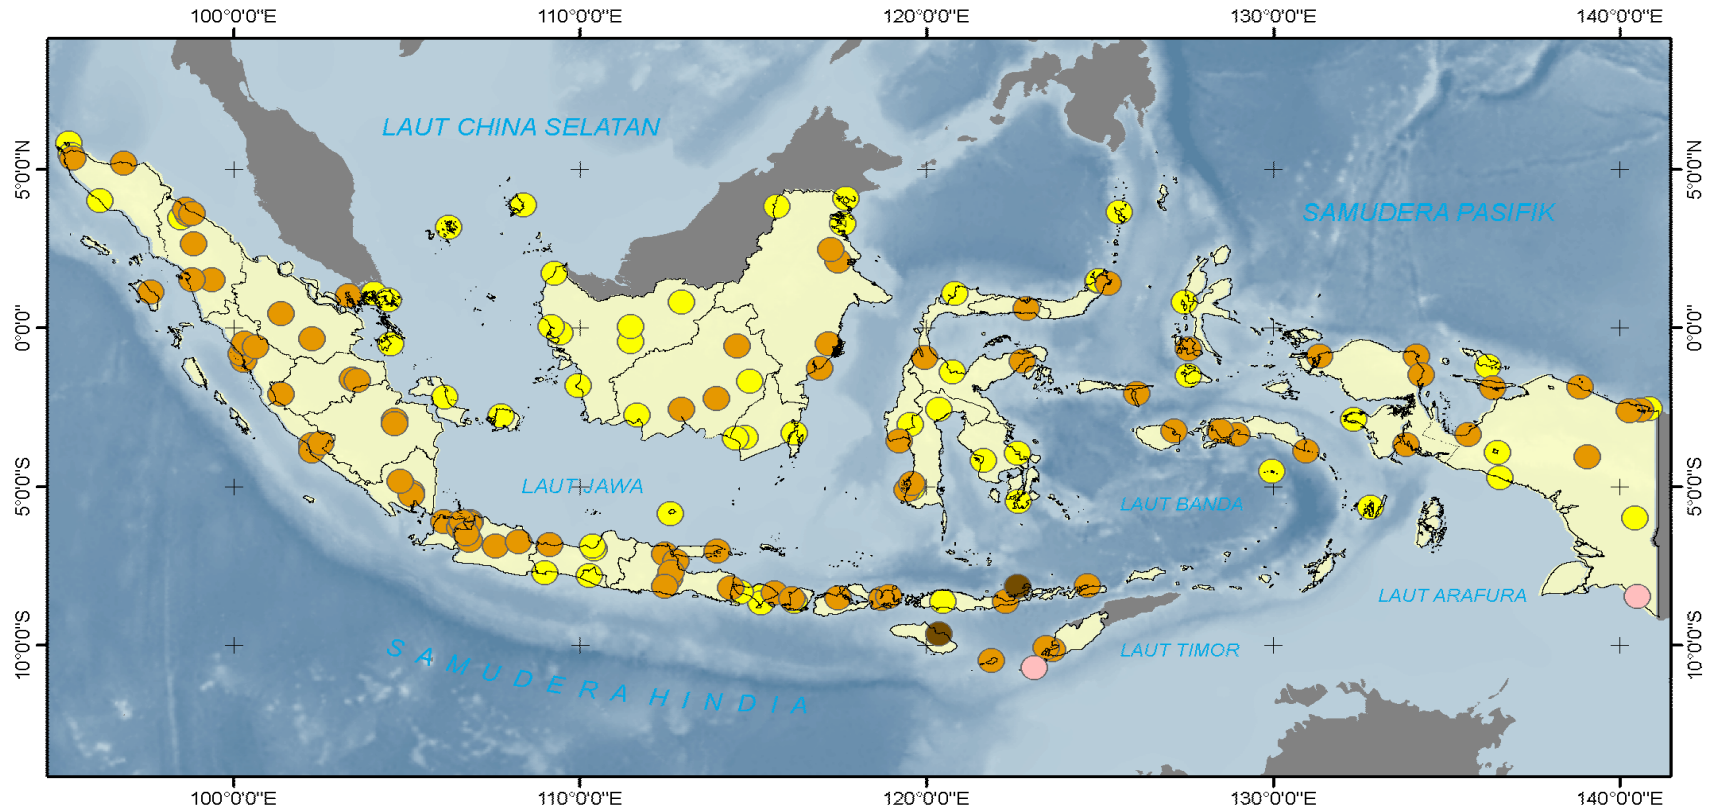 100°0'0"E 110°0'0"E 120°0'0"E 130°0'0"E 140°0'0"E
LAUT CHINA SELATAN
5°0'0"N 5°0'0"N
SAMUDERA PASIFIK
0°0'0" 0°0'0"
LAUT JAWA
5°0'0"S 5°0'0"S
LAUT BANDA
LAUT ARAFURA
10°0'0"S 10°0'0"S
LAUT TIMOR
SAMUDERA HINDIA
100°0'0"E 110°0'0"E 120°0'0"E 130°0'0"E 140°0'0"E